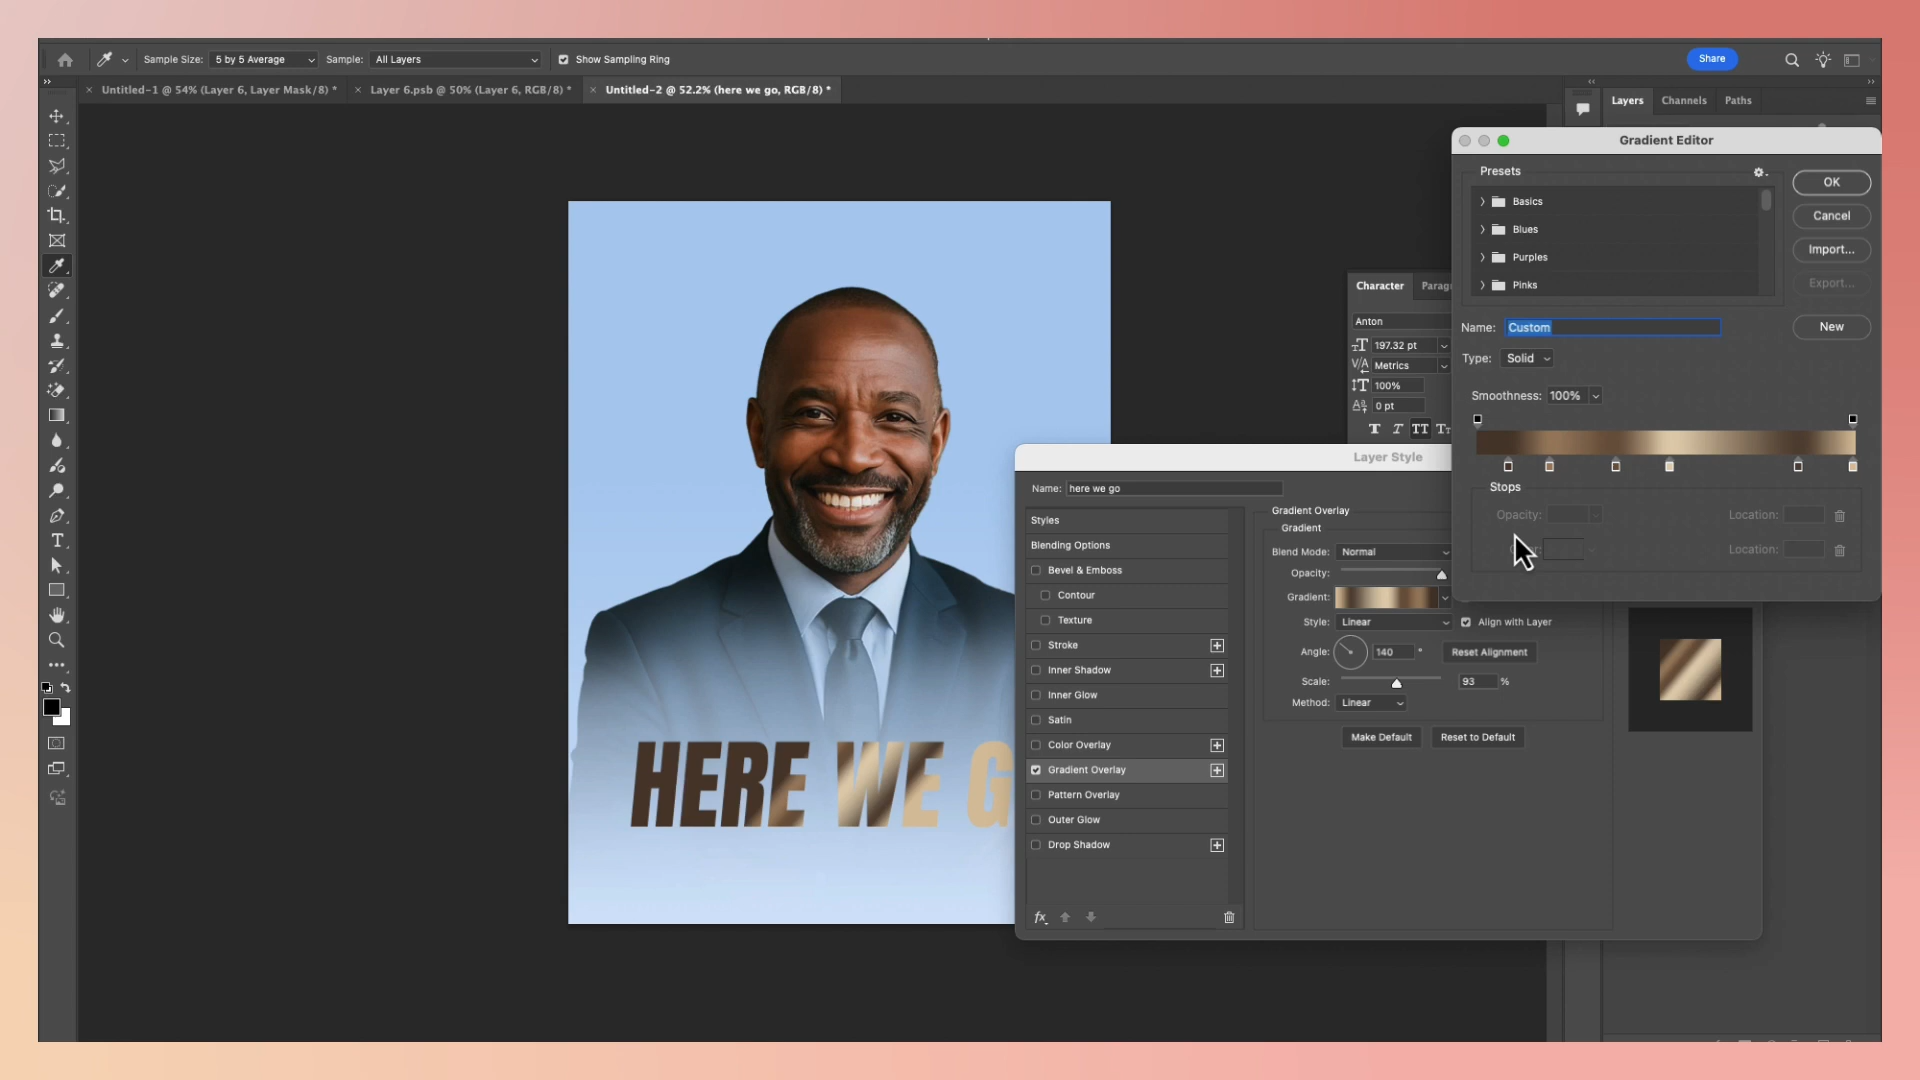 Sample Size: 5 by 5 Average Sample: All Layers Show Sampling Ring Share
Untitled-1 @ 54% (Layer 6, Layer Mask/8) * Layer 6.psb @ 50% (Layer 6, RGB/8) * Untitled-2 @ 52.2% (here we go, RGB/8) *
Layers Channels Paths
Gradient Editor
Presets
Basics
Blues
Purples
Pinks
OK
Cancel
Import...
Export...
New
Name: Custom
Type: Solid
Smoothness: 100%
Stops
Opacity: Location:
Location:
Character Paragr
Anton
197.32 pt
Metrics
100%
0 pt
T T TT Tт
Layer Style
Name: here we go
Styles
Blending Options
Bevel & Emboss
Contour
Texture
Stroke
Inner Shadow
Inner Glow
Satin
Color Overlay
Gradient Overlay
Pattern Overlay
Outer Glow
Drop Shadow
fx
Gradient Overlay
Gradient
Blend Mode: Normal
Opacity:
Gradient:
Style: Linear Align with Layer
Angle: 140 ° Reset Alignment
Scale: 93 %
Method: Linear
Make Default Reset to Default
HERE WE G